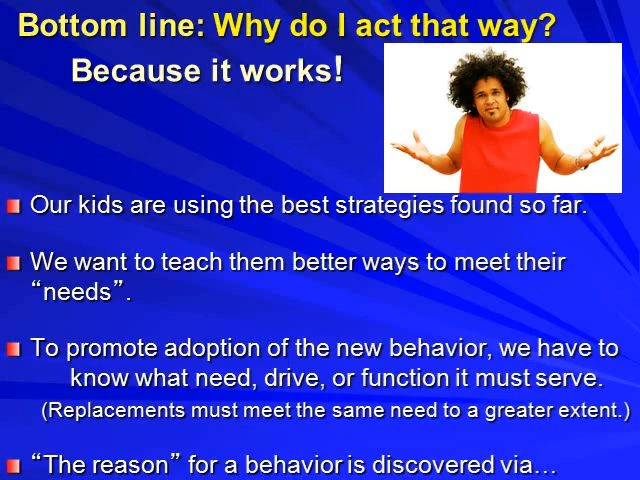 Bottom line: Why do I act that way?
Because it works!
Our kids are using the best strategies found so far.
We want to teach them better ways to meet their
“needs”.
To promote adoption of the new behavior, we have to
know what need, drive, or function it must serve.
(Replacements must meet the same need to a greater extent.)
“The reason” for a behavior is discovered via…